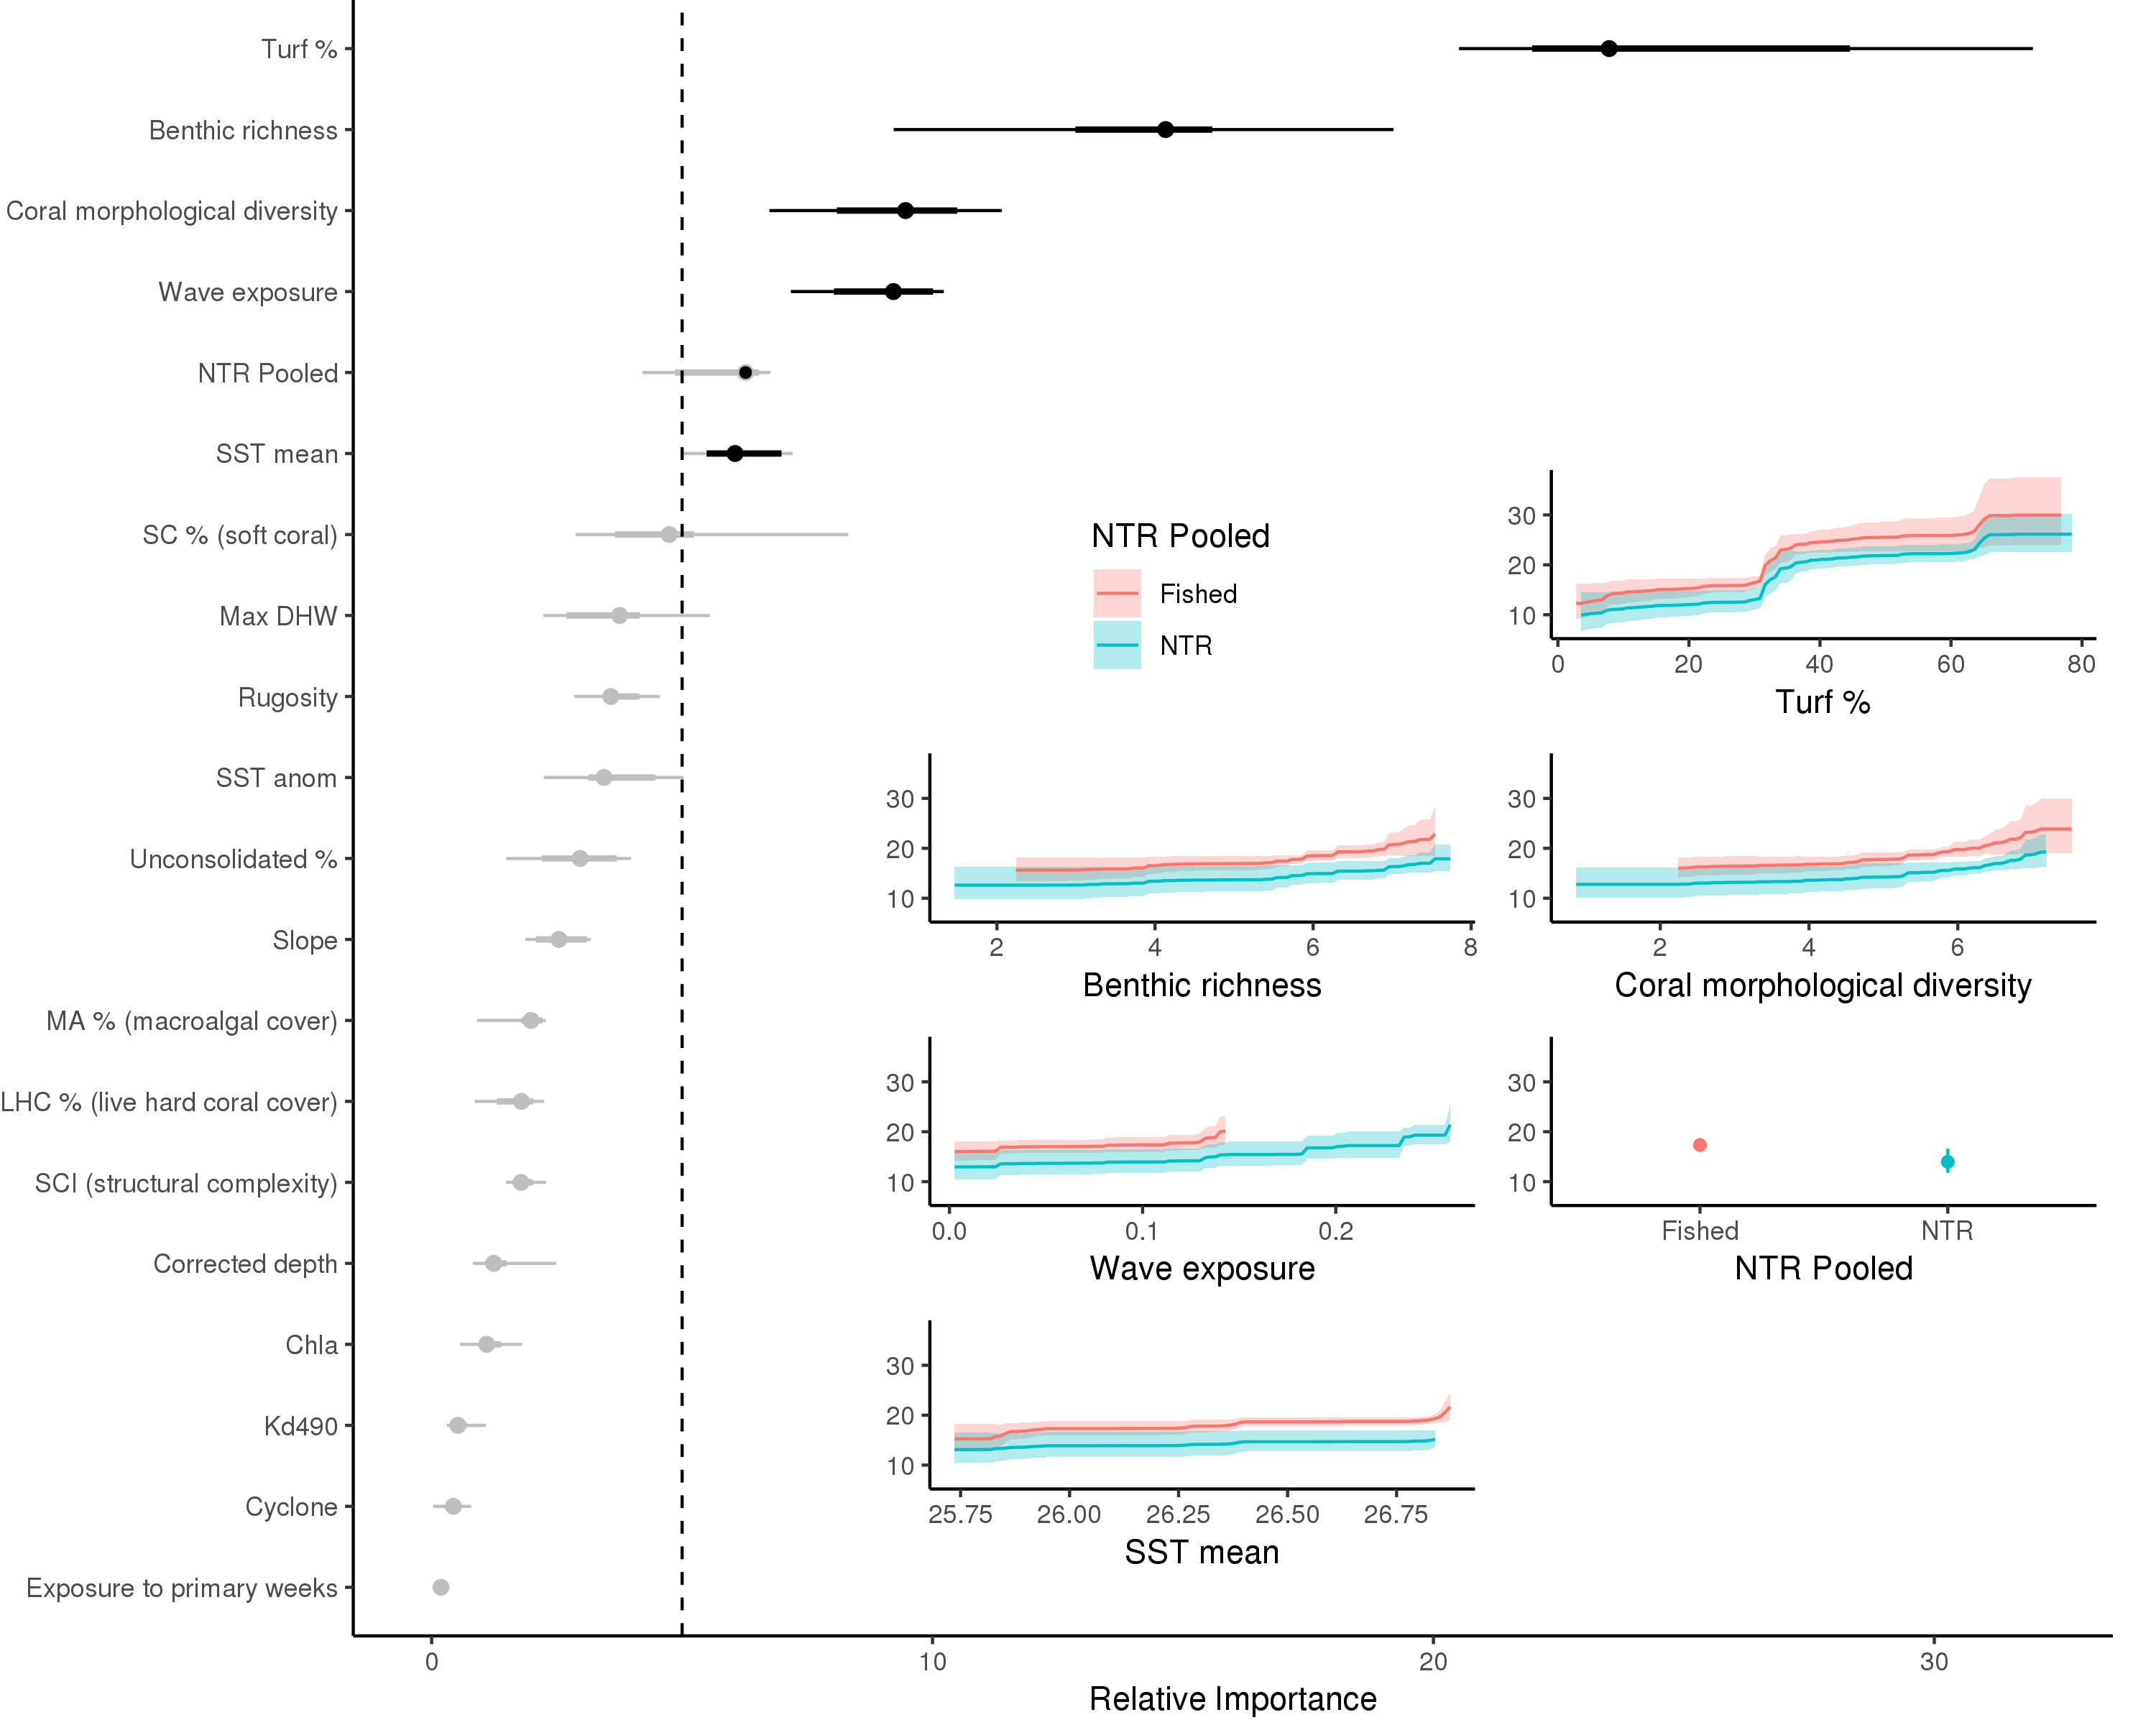 Turf %
Benthic richness
Coral morphological diversity
Wave exposure
NTR Pooled
SST mean
SC % (soft coral)
Max DHW
Rugosity
SST anom
Unconsolidated %
Slope
MA % (macroalgal cover)
LHC % (live hard coral cover)
SCI (structural complexity)
Corrected depth
Chla
Kd490
Cyclone
Exposure to primary weeks
0 10 20 30
Relative Importance
NTR Pooled
Fished
NTR
30
20
10
0 20 40 60 80
Turf %
30
20
10
2 4 6 8
Benthic richness
30
20
10
2 4 6
Coral morphological diversity
30
20
10
0.0 0.1 0.2
Wave exposure
30
20
10
Fished NTR
NTR Pooled
30
20
10
25.75 26.00 26.25 26.50 26.75
SST mean